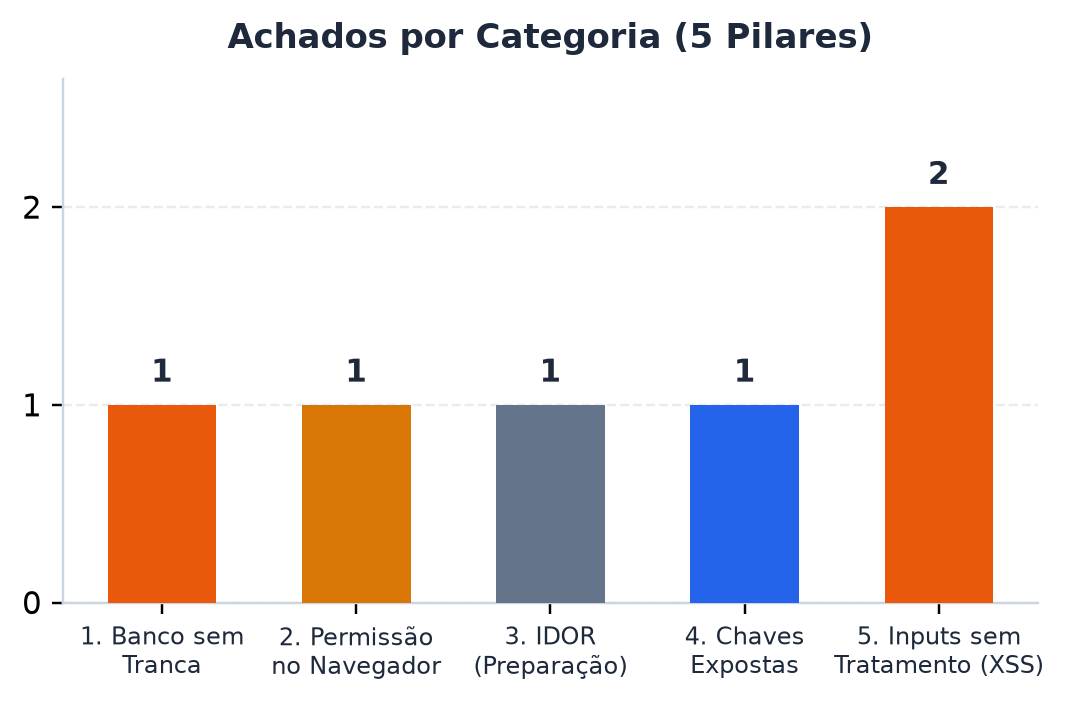 Achados por Categoria (5 Pilares)
2
2
1
1
1
1
1
0
1. Banco sem
Tranca
2. Permissão
no Navegador
3. IDOR
(Preparação)
4. Chaves
Expostas
5. Inputs sem
Tratamento (XSS)